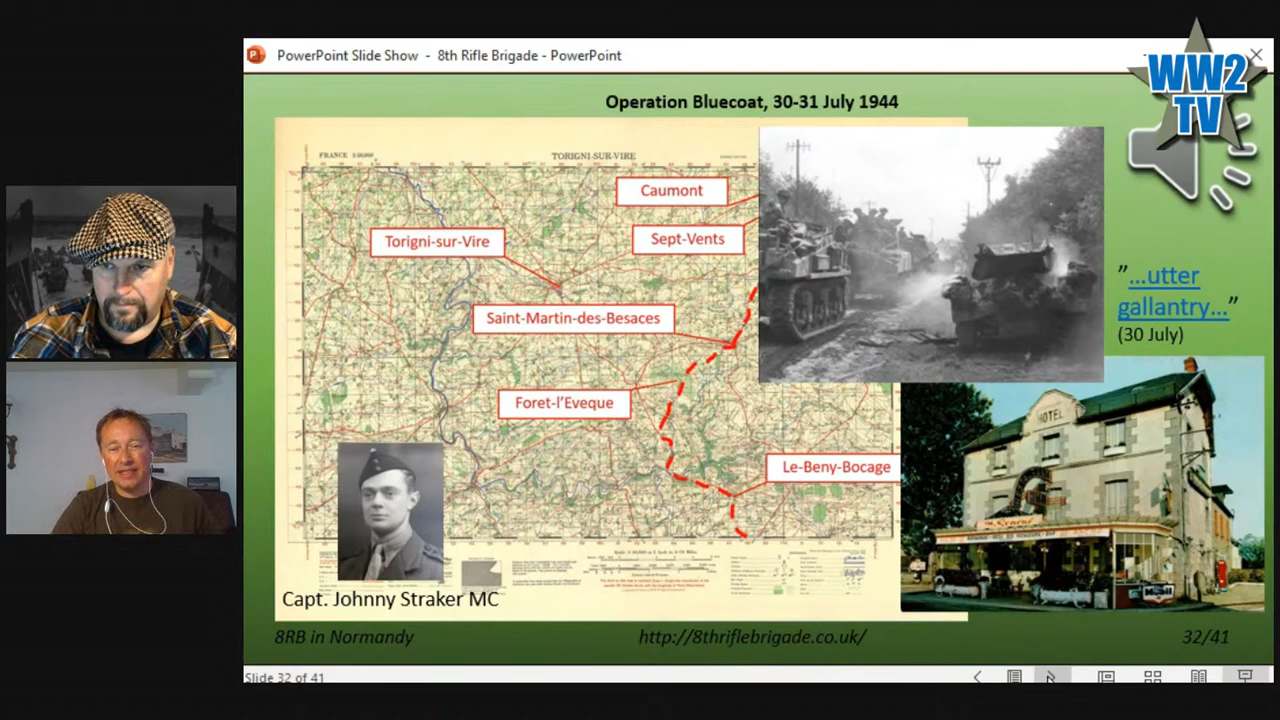 PowerPoint Slide Show - 8th Rifle Brigade - PowerPoint
WW2
TV
Operation Bluecoat, 30-31 July 1944
FRANCE 1:50,000
TORIGNI-SUR-VIRE
Caumont
Torigni-sur-Vire
Sept-Vents
Saint-Martin-des-Besaces
Foret-l'Eveque
Le-Beny-Bocage
"...utter
gallantry..."
(30 July)
HOTEL
Capt. Johnny Straker MC
8RB in Normandy
http://8thriflebrigade.co.uk/
32/41
Slide 32 of 41